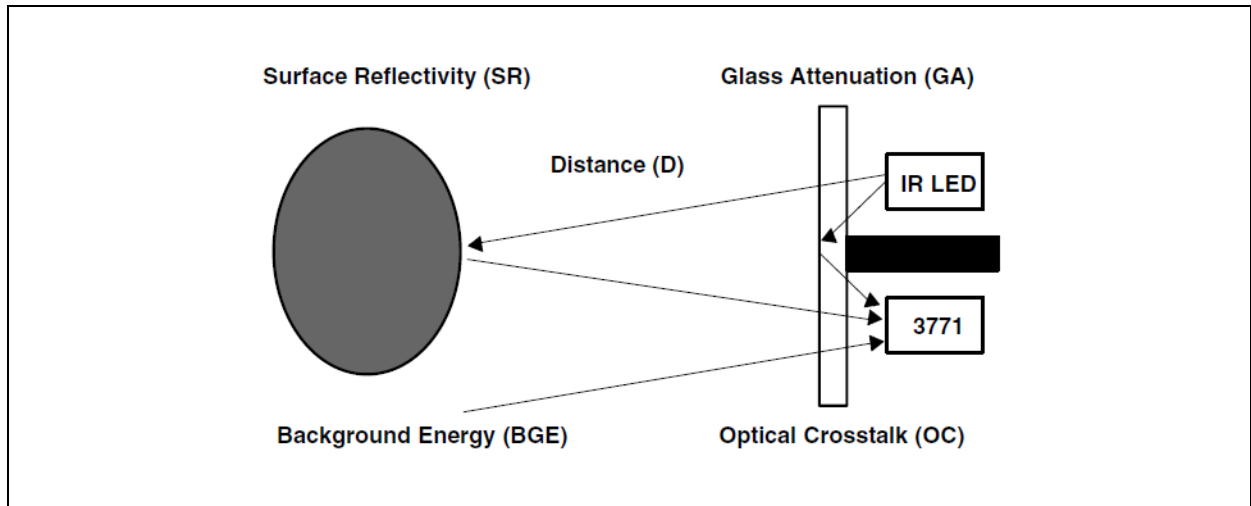 Surface Reflectivity (SR)
Glass Attenuation (GA)
Distance (D)
IR LED
3771
Background Energy (BGE)
Optical Crosstalk (OC)